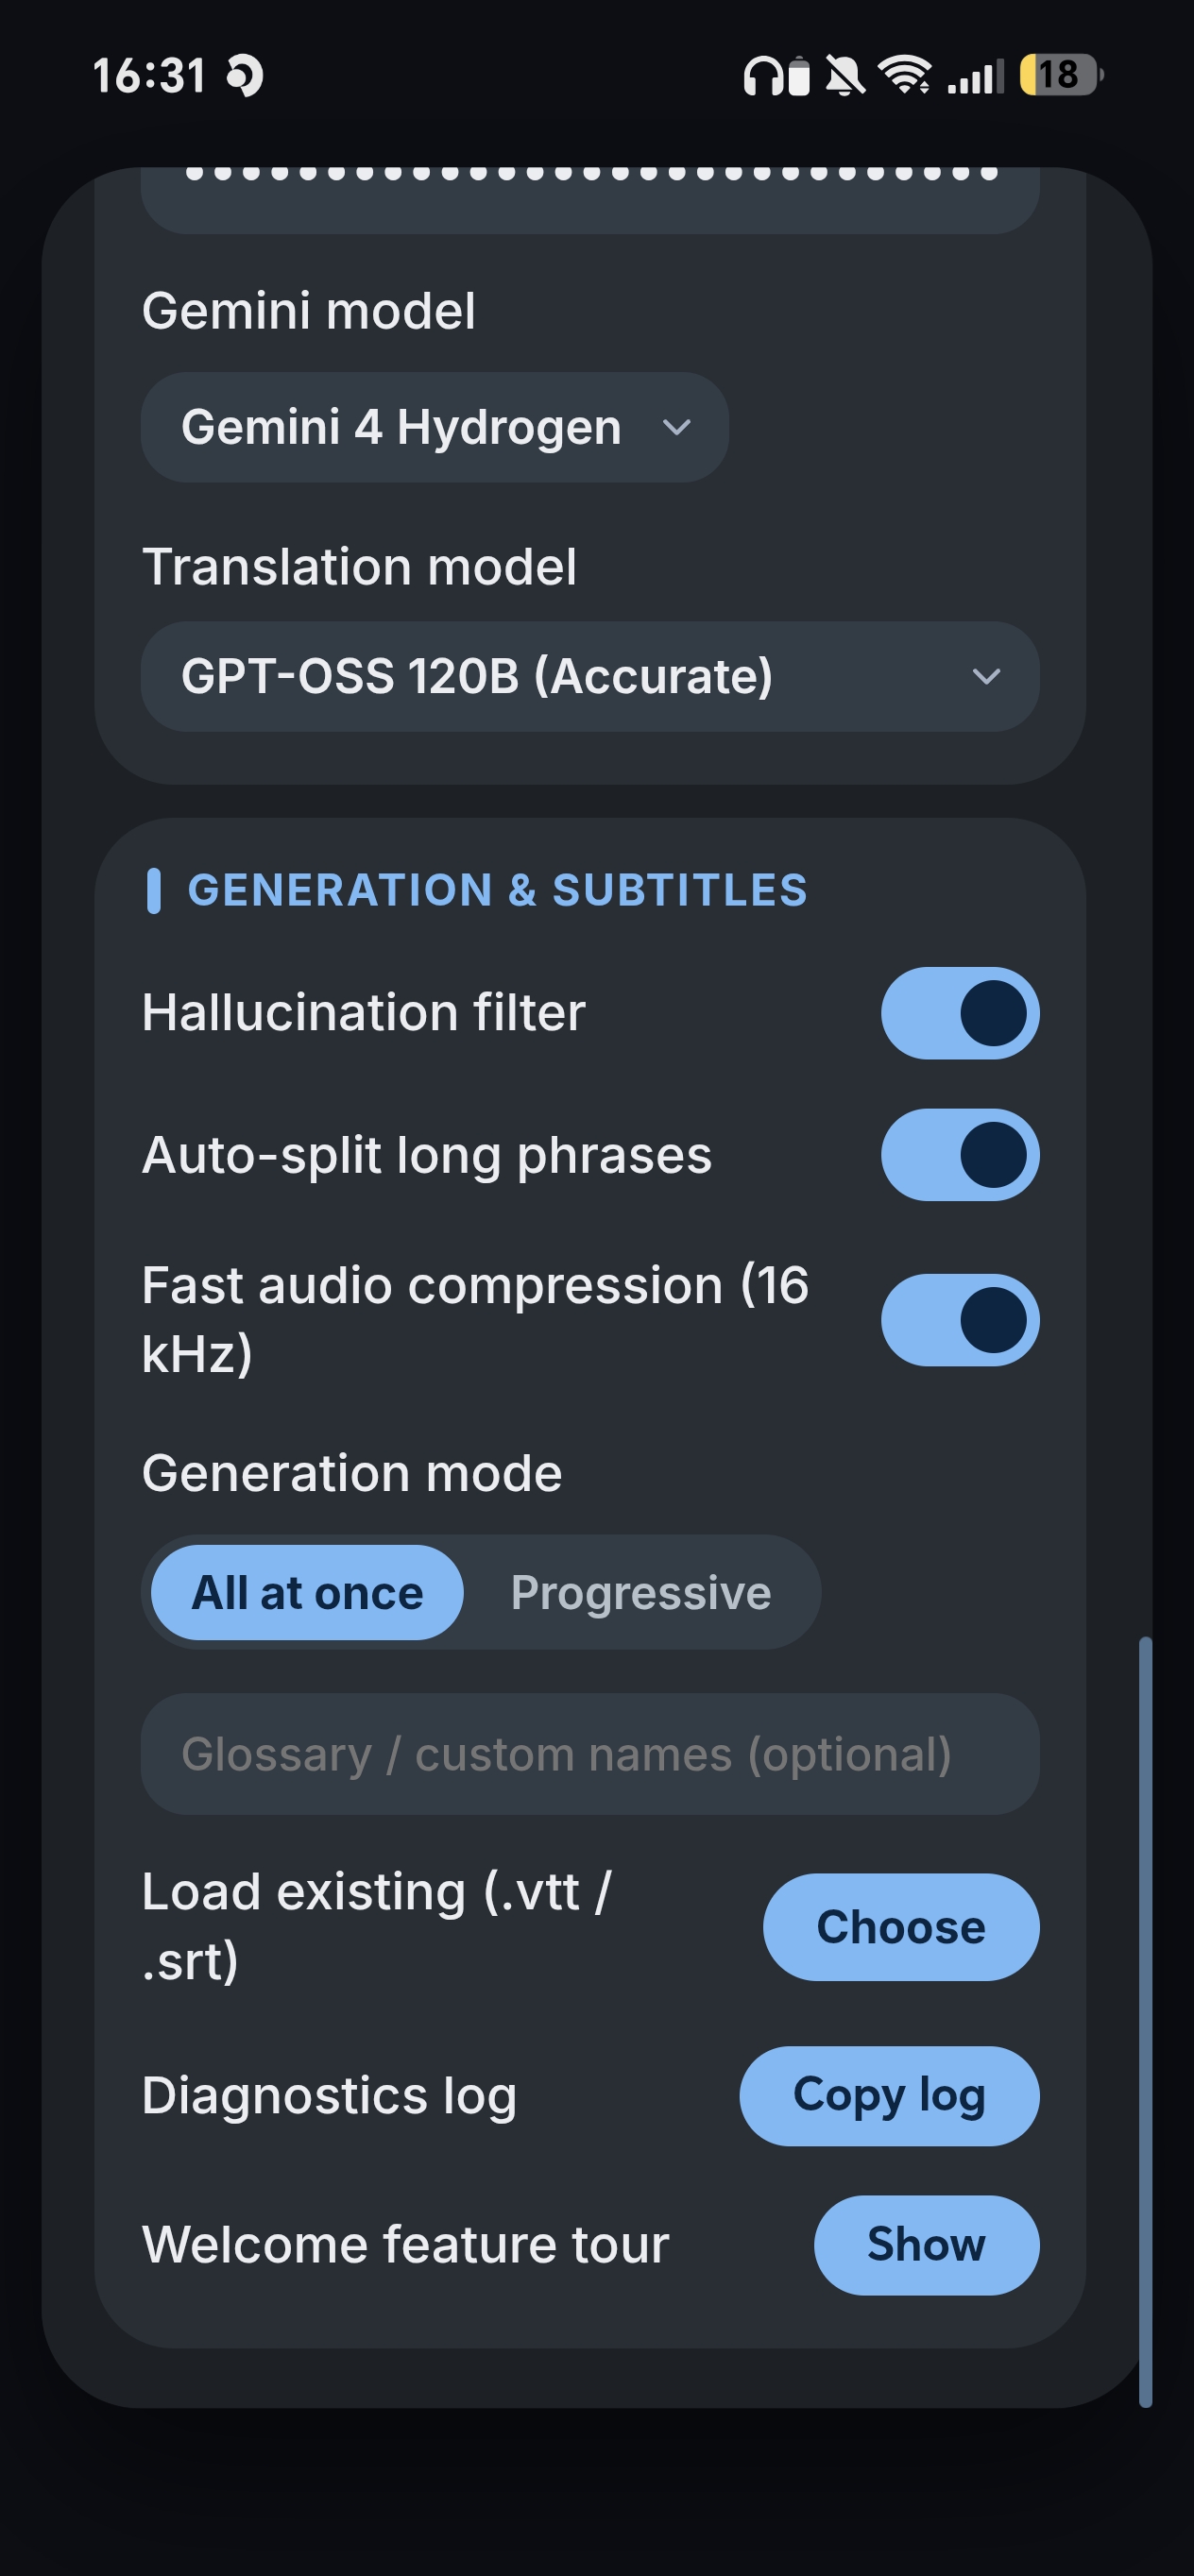 16:31
18
Gemini model
Gemini 4 Hydrogen
Translation model
GPT-OSS 120B (Accurate)
GENERATION & SUBTITLES
Hallucination filter
Auto-split long phrases
Fast audio compression (16
kHz)
Generation mode
All at once
Progressive
Glossary / custom names (optional)
Load existing (.vtt /
.srt)
Choose
Diagnostics log
Copy log
Welcome feature tour
Show